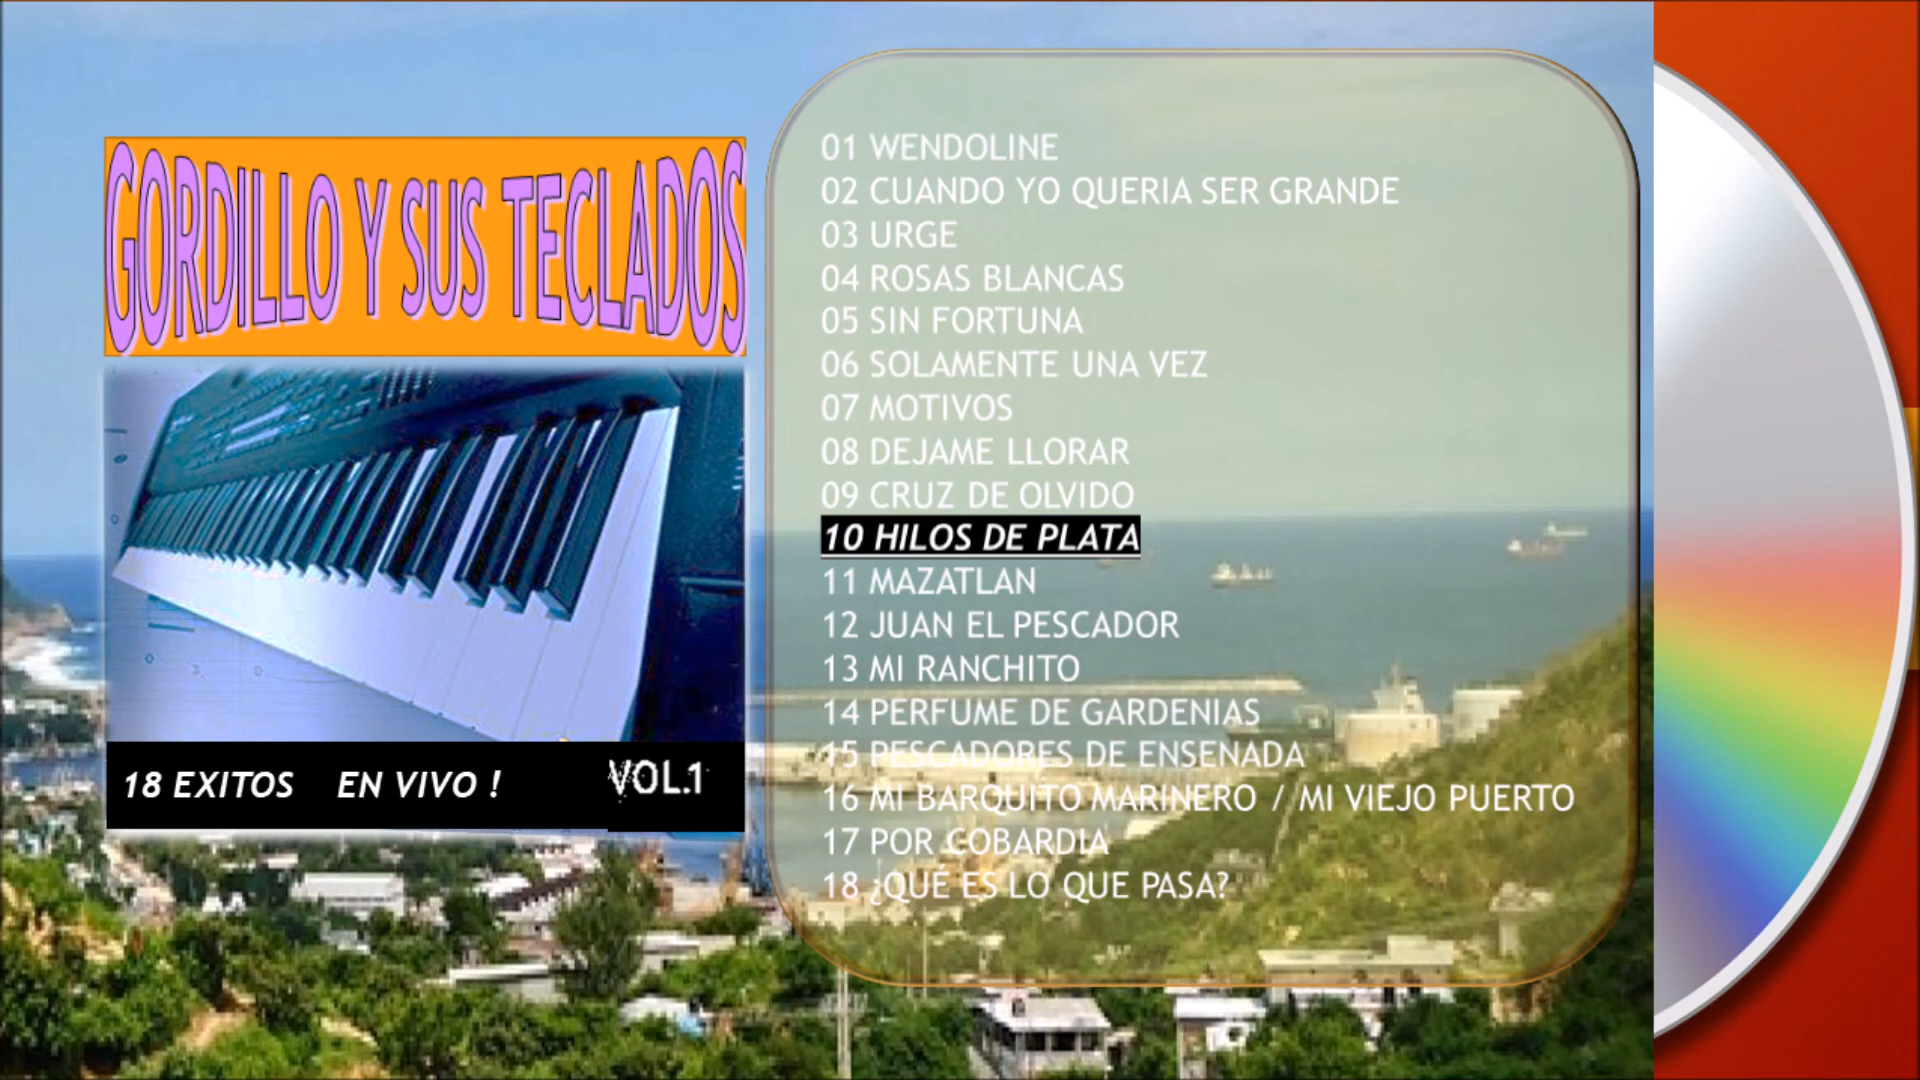 GORDILLO Y SUS TECLADOS
18 EXITOS EN VIVO ! VOL.1
01 WENDOLINE
02 CUANDO YO QUERIA SER GRANDE
03 URGE
04 ROSAS BLANCAS
05 SIN FORTUNA
06 SOLAMENTE UNA VEZ
07 MOTIVOS
08 DEJAME LLORAR
09 CRUZ DE OLVIDO
10 HILOS DE PLATA
11 MAZATLAN
12 JUAN EL PESCADOR
13 MI RANCHITO
14 PERFUME DE GARDENIAS
15 PESCADORES DE ENSENADA
16 MI BARQUITO MARINERO / MI VIEJO PUERTO
17 POR COBARDIA
18 ¿QUÉ ES LO QUE PASA?